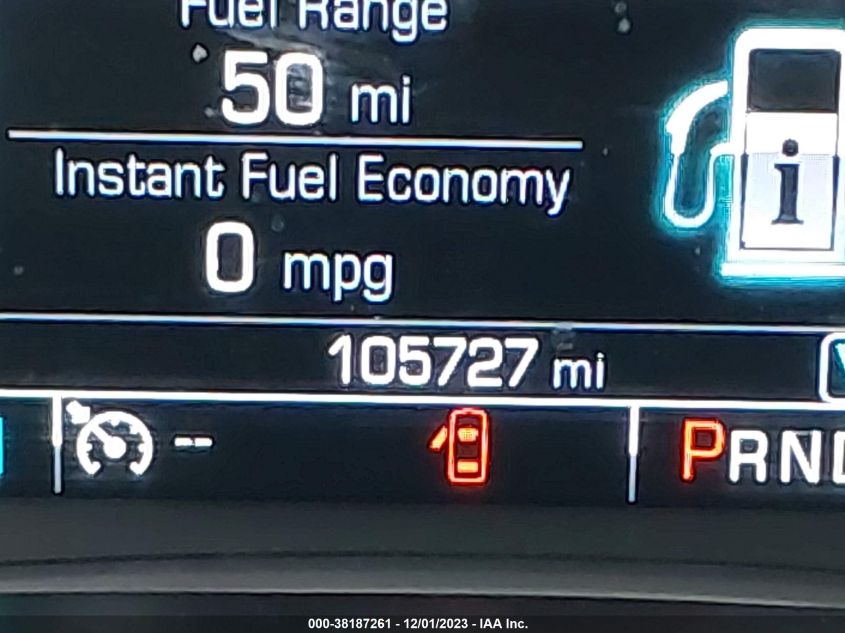 Fuel Range
50 mi
Instant Fuel Economy
0 mpg
i
105727 mi
--
PRND
000-38187261 - 12/01/2023 - IAA Inc.